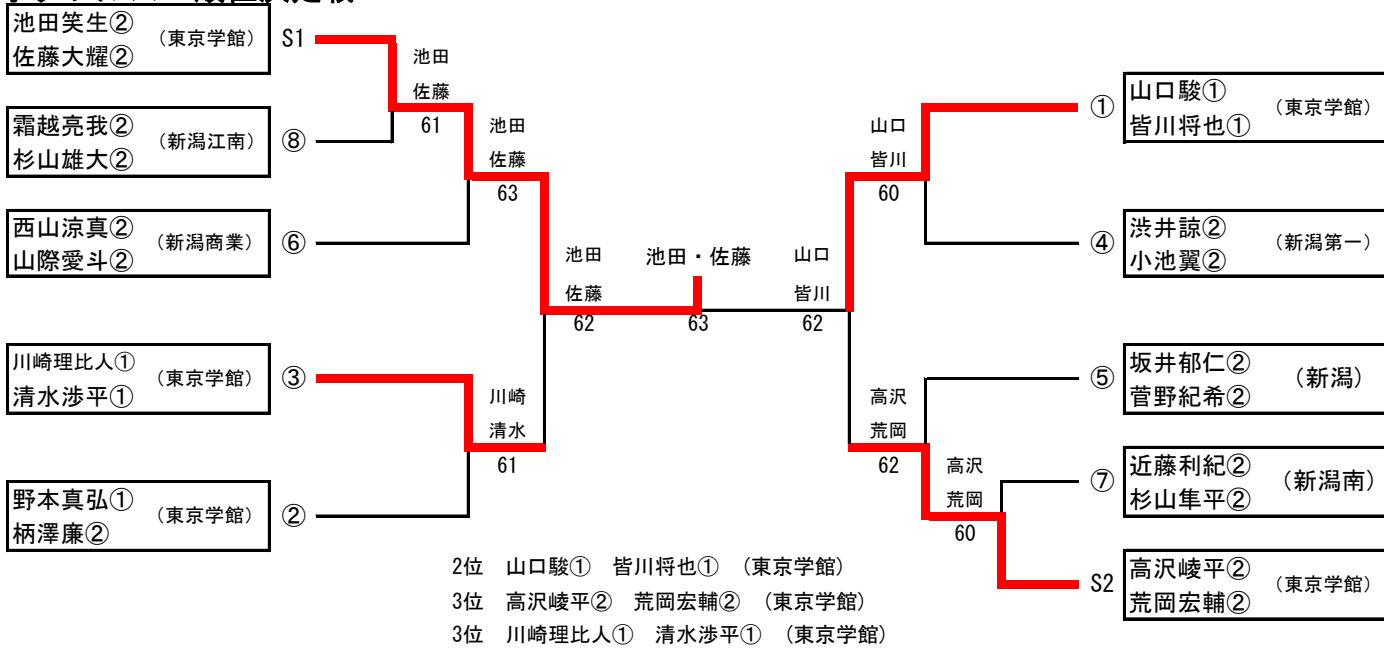 池田笑生② (東京学館) S1
佐藤大耀②
霜越亮我② (新潟江南) ⑧
杉山雄大②
西山涼真② (新潟商業) ⑥
山際愛斗②
川崎理比人① (東京学館) ③
清水渉平①
野本真弘① (東京学館) ②
柄澤廉②
池田
佐藤
61
池田
佐藤
63
川崎
清水
61
池田
佐藤
62
池田・佐藤
63
山口
皆川
62
山口
皆川
60
高沢
荒岡
62
高沢
荒岡
60
① 山口駿① (東京学館)
皆川将也①
④ 渋井諒② (新潟第一)
小池翼②
⑤ 坂井郁仁② (新潟)
菅野紀希②
⑦ 近藤利紀② (新潟南)
杉山隼平②
S2 高沢崚平② (東京学館)
荒岡宏輔②
2位 山口駿① 皆川将也① (東京学館)
3位 高沢崚平② 荒岡宏輔② (東京学館)
3位 川崎理比人① 清水渉平① (東京学館)